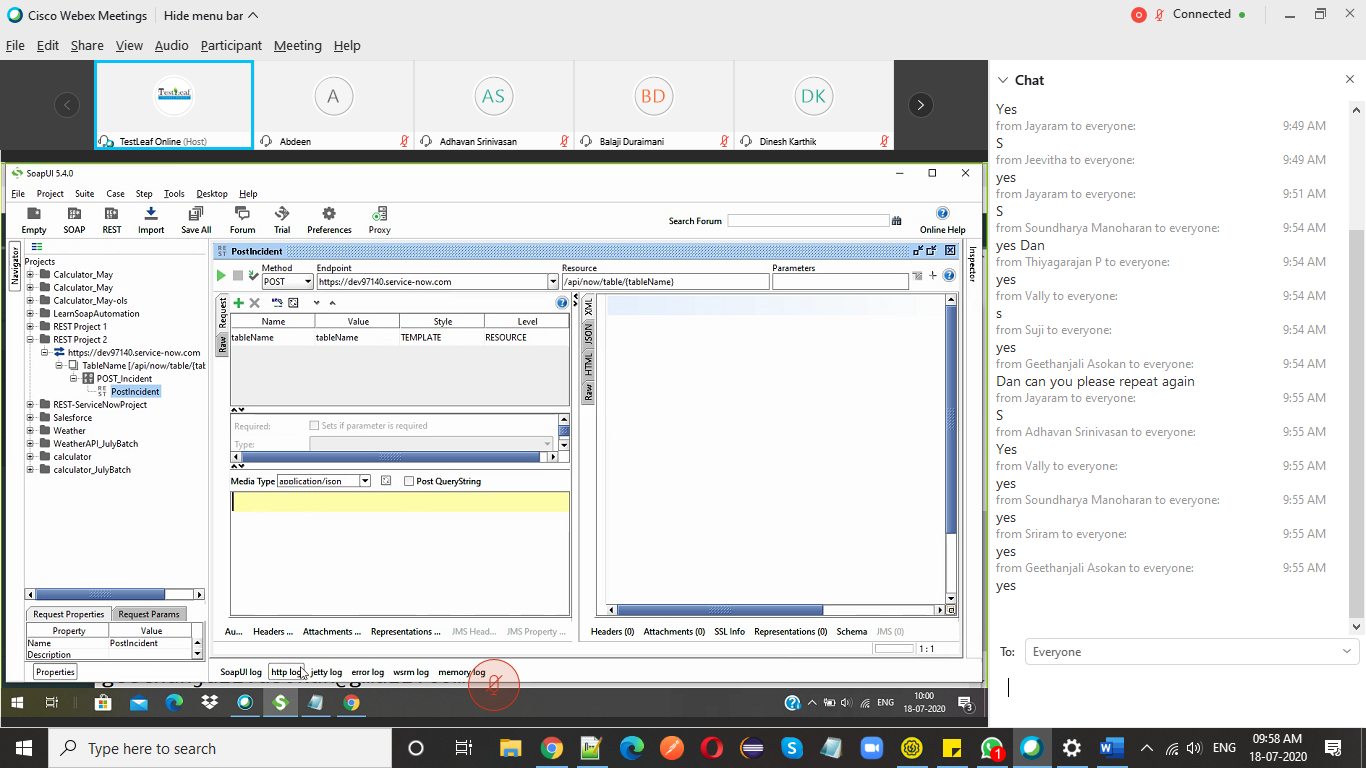 Cisco Webex Meetings Hide menu bar Connected
File Edit Share View Audio Participant Meeting Help
TestLeaf
A AS BD DK
TestLeaf Online (Host) Abdeen Adhavan Srinivasan Balaji Duraimani Dinesh Karthik
SoapUI 5.4.0
File Project Suite Case Step Tools Desktop Help
Empty SOAP REST Import Save All Forum Trial Preferences Proxy Search Forum Online Help
Navigator
Projects
Calculator_May
Calculator_May
Calculator_May-ols
LearnSoapAutomation
REST Project 1
REST Project 2
https://dev97140.service-now.com
TableName [/api/now/table/{tab
POST_Incident
PostIncident
REST-ServiceNowProject
Salesforce
Weather
WeatherAPI_JulyBatch
calculator
calculator_JulyBatch
Request Properties Request Params
Property Value
Name PostIncident
Description
Properties
PostIncident
Inspector
Method Endpoint Resource Parameters
POST https://dev97140.service-now.com /api/now/table/{tableName}
Request
Raw
Name Value Style Level
tableName tableName TEMPLATE RESOURCE
Required: Sets if parameter is required
Type:
Media Type application/json Post QueryString
XML
JSON
HTML
Raw
Au... Headers ... Attachments ... Representations ... JMS Head... JMS Property ...
Headers (0) Attachments (0) SSL Info Representations (0) Schema JMS (0)
1 : 1
SoapUI log http log jetty log error log wsrm log memory log
ENG 10:00
18-07-2020 3
Chat
Yes
from Jayaram to everyone: 9:49 AM
S
from Jeevitha to everyone: 9:49 AM
yes
from Jayaram to everyone: 9:51 AM
S
from Soundharya Manoharan to everyone: 9:54 AM
yes Dan
from Thiyagarajan P to everyone: 9:54 AM
yes
from Vally to everyone: 9:54 AM
s
from Suji to everyone: 9:54 AM
yes
from Geethanjali Asokan to everyone: 9:54 AM
Dan can you please repeat again
from Jayaram to everyone: 9:55 AM
S
from Adhavan Srinivasan to everyone: 9:55 AM
Yes
from Vally to everyone: 9:55 AM
yes
from Soundharya Manoharan to everyone: 9:55 AM
yes
from Sriram to everyone: 9:55 AM
yes
from Geethanjali Asokan to everyone: 9:55 AM
yes
To: Everyone
Type here to search 1 ENG 09:58 AM
18-07-2020